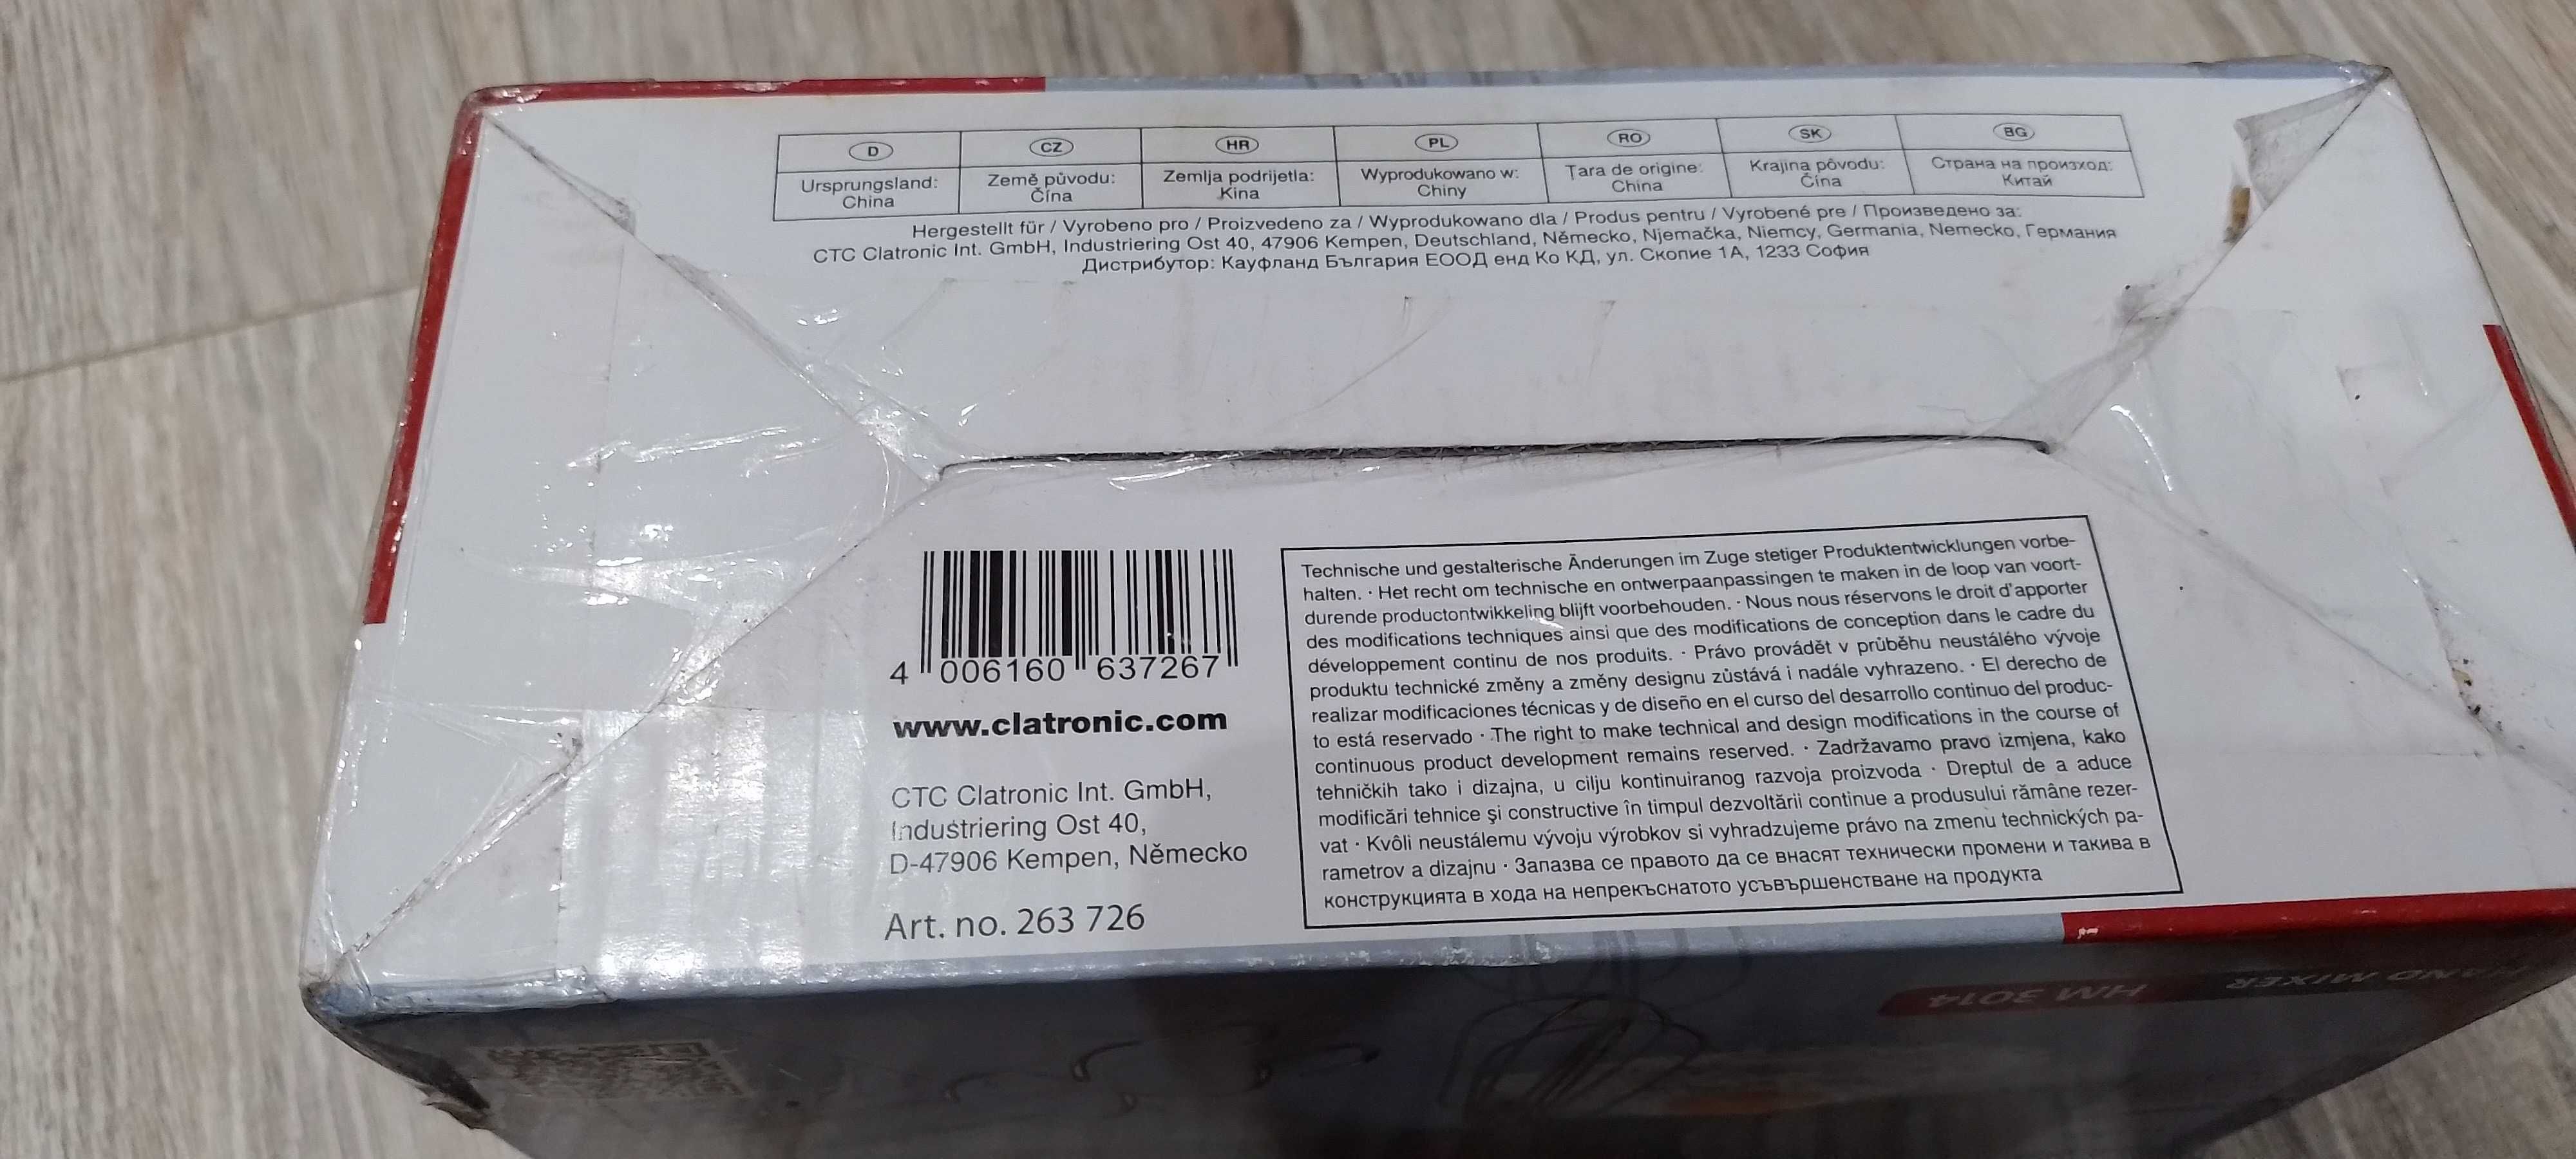 D
CZ
HR
PL
RO
SK
BG
Ursprungsland:
China
Země původu:
Čína
Zemlja podrijetla:
Kina
Wyprodukowano w:
Chiny
Țara de origine:
China
Krajina pôvodu:
Čína
Страна на произход:
Китай
Hergestellt für / Vyrobeno pro / Proizvedeno za / Wyprodukowano dla / Produs pentru / Vyrobené pre / Произведено за:
CTC Clatronic Int. GmbH, Industriering Ost 40, 47906 Kempen, Deutschland, Německo, Njemačka, Niemcy, Germania, Nemecko, Германия
Дистрибутор: Кауфланд България ЕООД енд Ко КД, ул. Скопие 1А, 1233 София
4 006160 637267
www.clatronic.com
CTC Clatronic Int. GmbH,
Industriering Ost 40,
D-47906 Kempen, Německo
Art. no. 263 726
Technische und gestalterische Änderungen im Zuge stetiger Produktentwicklungen vorbe-
halten. · Het recht om technische en ontwerpaanpassingen te maken in de loop van voort-
durende productontwikkeling blijft voorbehouden. · Nous nous réservons le droit d'apporter
des modifications techniques ainsi que des modifications de conception dans le cadre du
développement continu de nos produits. · Právo provádět v průběhu neustálého vývoje
produktu technické změny a změny designu zůstává i nadále vyhrazeno. · El derecho de
realizar modificaciones técnicas y de diseño en el curso del desarrollo continuo del produc-
to está reservado · The right to make technical and design modifications in the course of
continuous product development remains reserved. · Zadržavamo pravo izmjena, kako
tehničkih tako i dizajna, u cilju kontinuiranog razvoja proizvoda · Dreptul de a aduce
modificări tehnice şi constructive în timpul dezvoltării continue a produsului rămâne rezer-
vat · Kvôli neustálemu vývoju výrobkov si vyhradzujeme právo na zmenu technických pa-
rametrov a dizajnu · Запазва се правото да се внасят технически промени и такива в
конструкцията в хода на непрекъснатото усъвършенстване на продукта
HAND MIXER
HM 3014